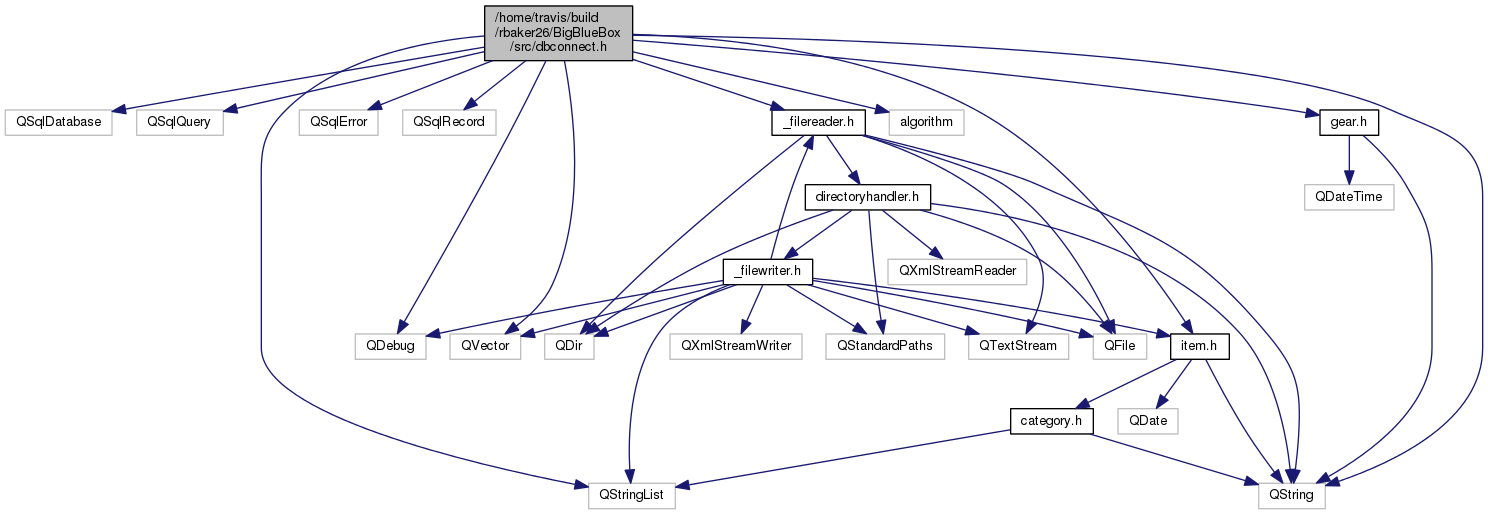 /home/travis/build
/rbaker26/BigBlueBox
/src/dbconnect.h
QSqlDatabase
QSqlQuery
QSqlError
QSqlRecord
_filereader.h
algorithm
gear.h
directoryhandler.h
QDateTime
_filewriter.h
QXmlStreamReader
QDebug
QVector
QDir
QXmlStreamWriter
QStandardPaths
QTextStream
QFile
item.h
category.h
QDate
QStringList
QString